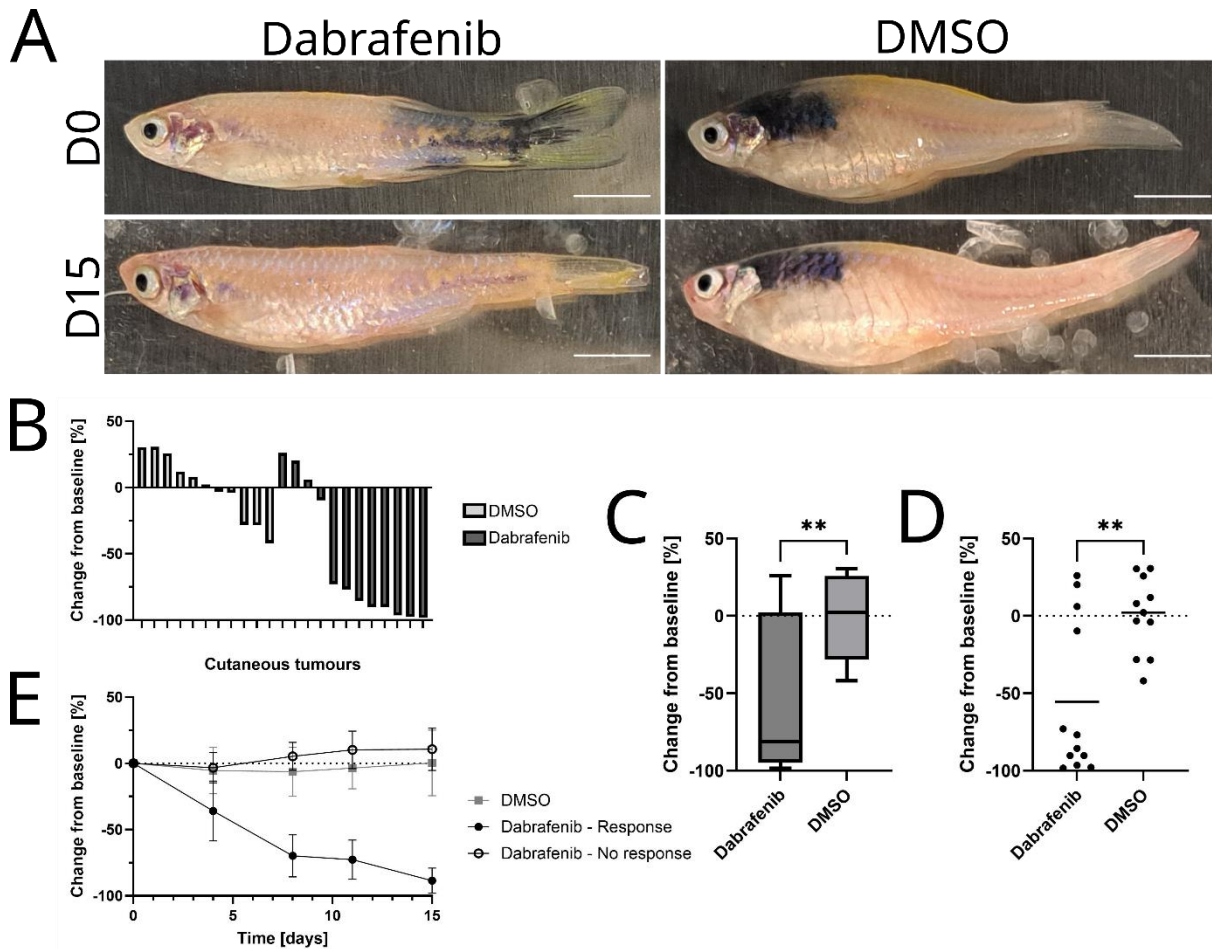 A
Dabrafenib
DMSO
D0
D15
B
Change from baseline [%]
50
0
-50
-100
Cutaneous tumours
DMSO
Dabrafenib
C
Change from baseline [%]
50
0
-50
-100
**
Dabrafenib
DMSO
D
Change from baseline [%]
50
0
-50
-100
**
Dabrafenib
DMSO
E
Change from baseline [%]
50
0
-50
-100
0
5
10
15
Time [days]
DMSO
Dabrafenib - Response
Dabrafenib - No response